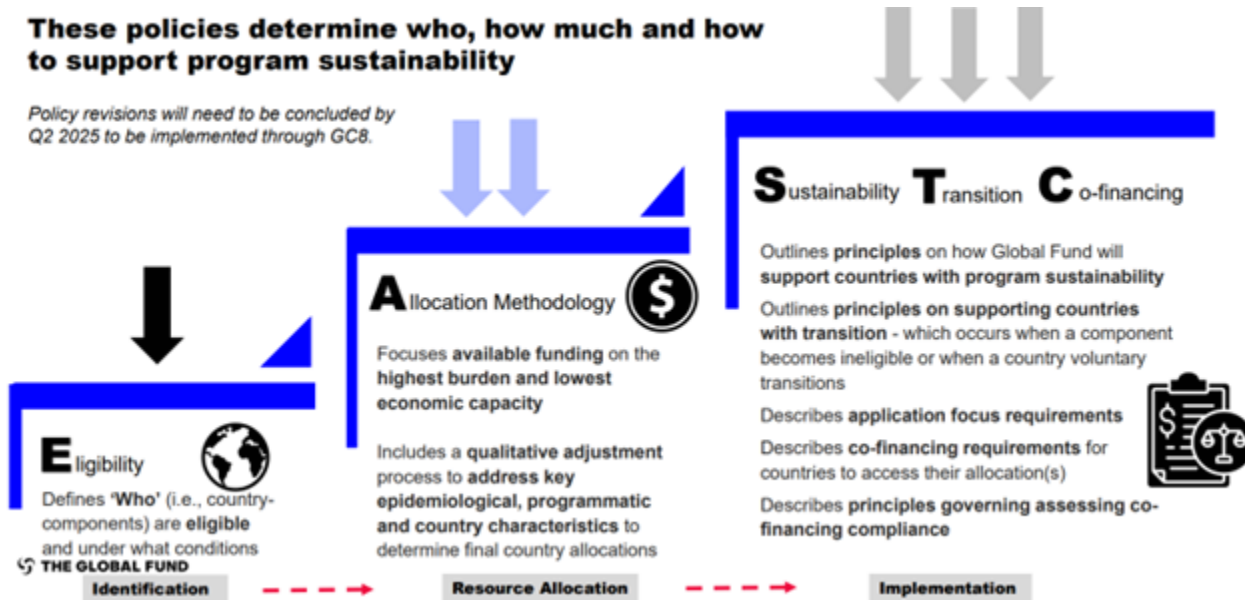 These policies determine who, how much and how
to support program sustainability
Policy revisions will need to be concluded by
Q2 2025 to be implemented through GC8.
Eligibility
Defines ‘Who’ (i.e., country-
components) are eligible
and under what conditions
THE GLOBAL FUND
Identification
Allocation Methodology
$
Focuses available funding on the
highest burden and lowest
economic capacity
Includes a qualitative adjustment
process to address key
epidemiological, programmatic
and country characteristics to
determine final country allocations
Resource Allocation
Sustainability Transition Co-financing
Outlines principles on how Global Fund will
support countries with program sustainability
Outlines principles on supporting countries
with transition - which occurs when a component
becomes ineligible or when a country voluntary
transitions
Describes application focus requirements
Describes co-financing requirements for
countries to access their allocation(s)
Describes principles governing assessing co-
financing compliance
$
Implementation